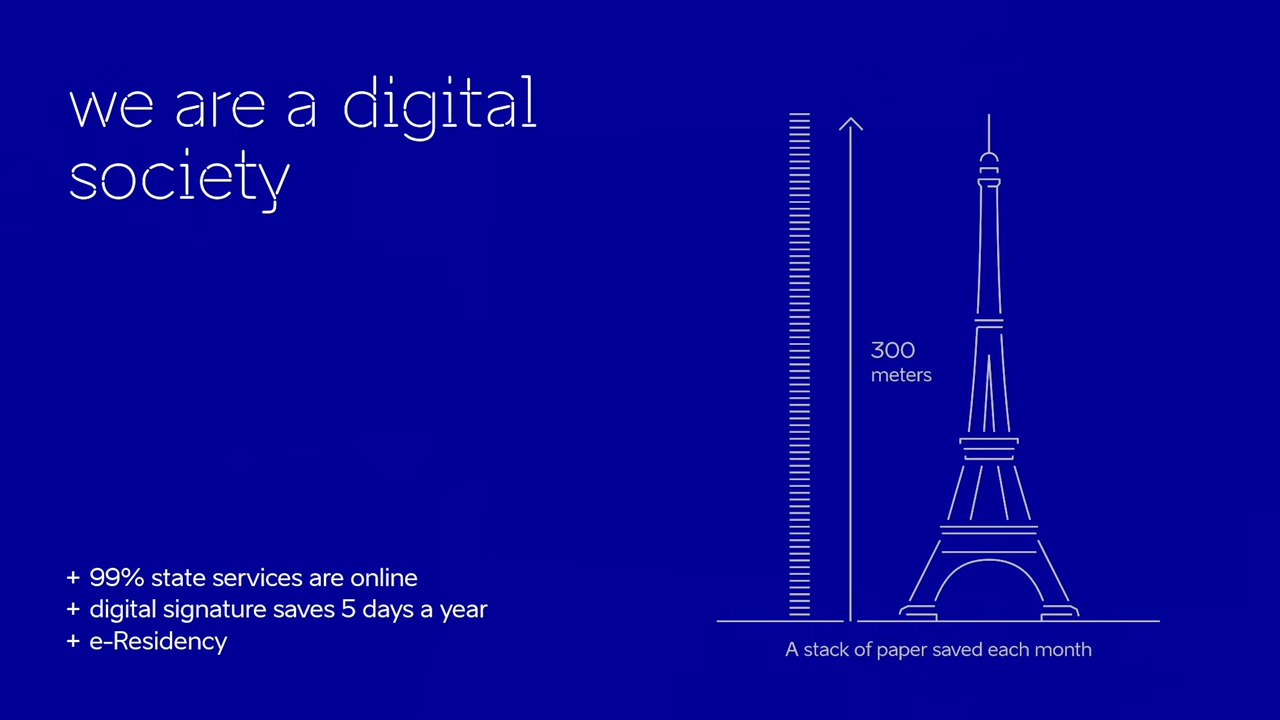 we are a digital
society
300
meters
+ 99% state services are online
+ digital signature saves 5 days a year
+ e-Residency
A stack of paper saved each month